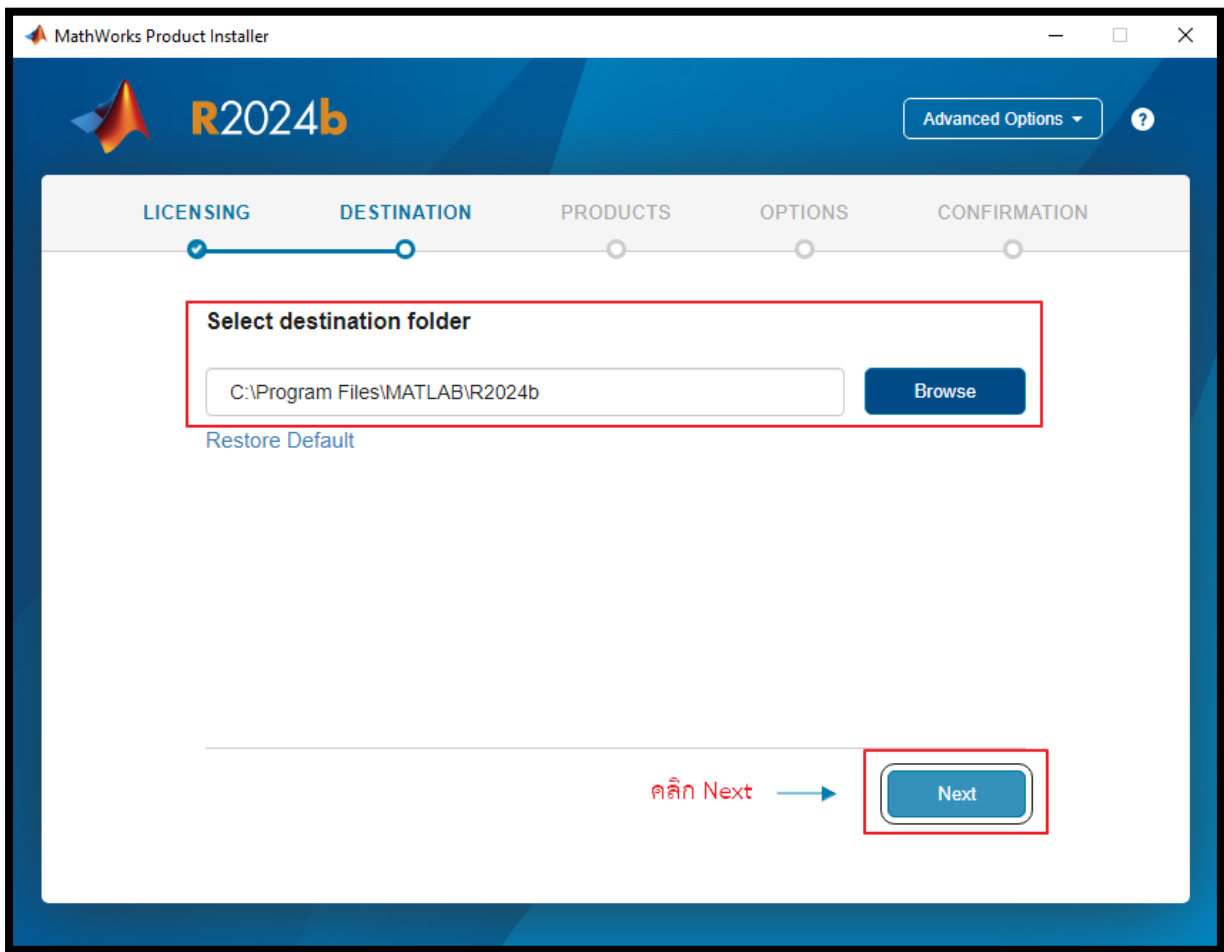 MathWorks Product Installer
R2024b
Advanced Options
?
LICENSING DESTINATION PRODUCTS OPTIONS CONFIRMATION
Select destination folder
C:\Program Files\MATLAB\R2024b
Browse
Restore Default
คลิก Next
Next